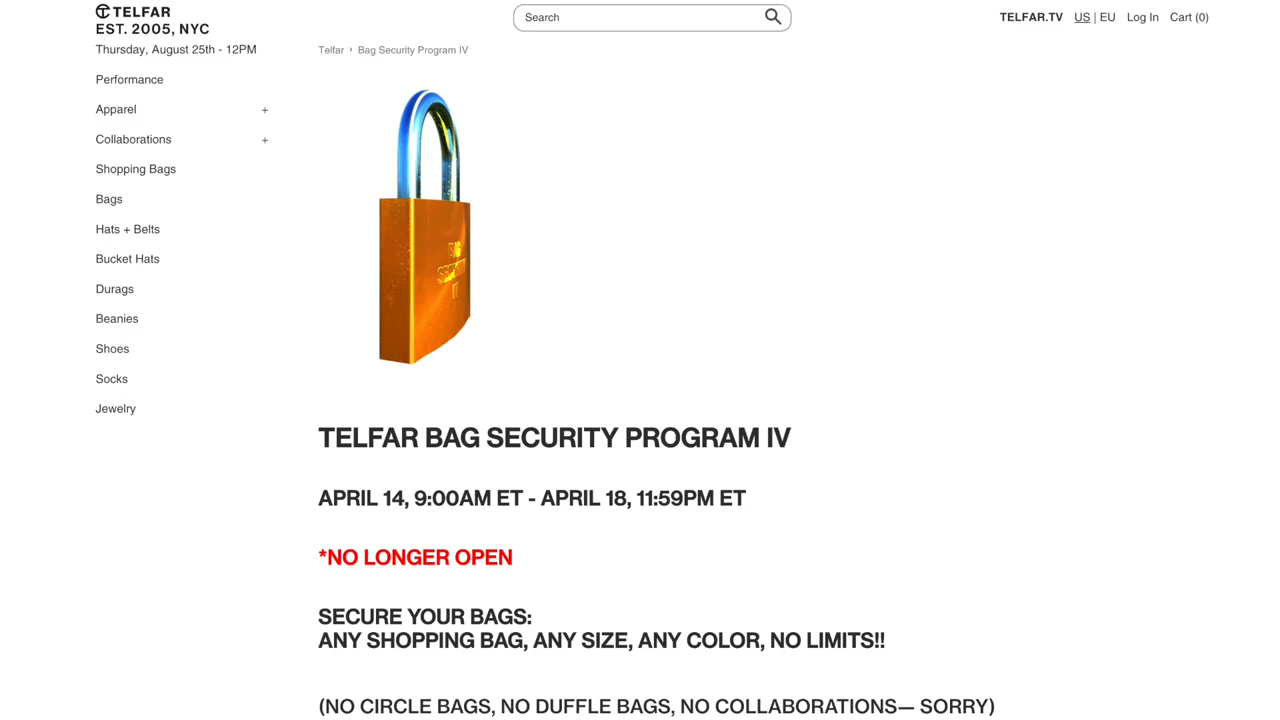 TELFAR
EST. 2005, NYC
Thursday, August 25th - 12PM
Search
TELFAR.TV US | EU Log In Cart (0)
Telfar › Bag Security Program IV
Performance
Apparel +
Collaborations +
Shopping Bags
Bags
Hats + Belts
Bucket Hats
Durags
Beanies
Shoes
Socks
Jewelry
BAG
SECURITY
TELFAR BAG SECURITY PROGRAM IV
APRIL 14, 9:00AM ET - APRIL 18, 11:59PM ET
*NO LONGER OPEN
SECURE YOUR BAGS:
ANY SHOPPING BAG, ANY SIZE, ANY COLOR, NO LIMITS!!
(NO CIRCLE BAGS, NO DUFFLE BAGS, NO COLLABORATIONS— SORRY)